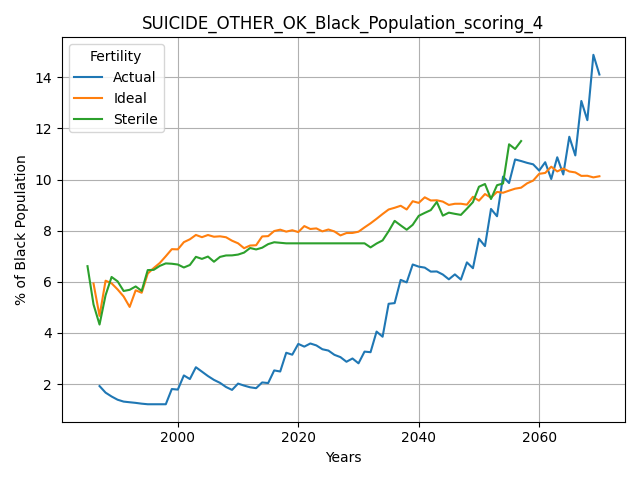 SUICIDE_OTHER_OK_Black_Population_scoring_4
Fertility
Actual
Ideal
Sterile
% of Black Population
14
12
10
8
6
4
2
2000
2020
2040
2060
Years